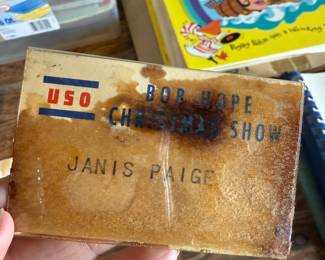 USO
BOB HOPE
CHRISTMAS SHOW
JANIS PAIGE